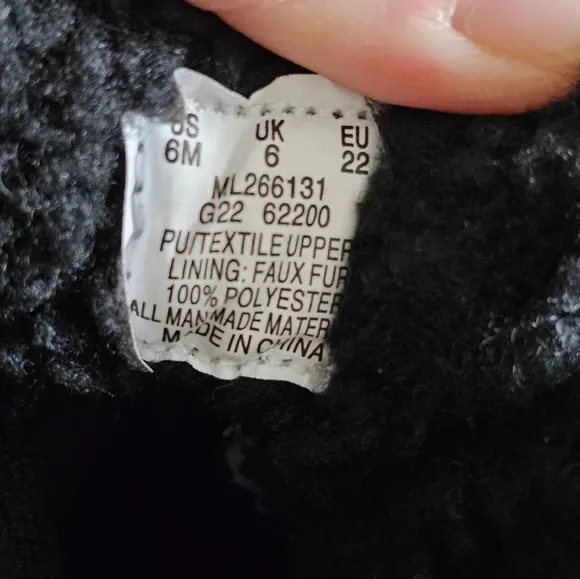 US UK EU
6M 6 22
ML266131
G22 62200
PU/TEXTILE UPPER
LINING: FAUX FUR
100% POLYESTER
ALL MAN MADE MATER
MADE IN CHINA